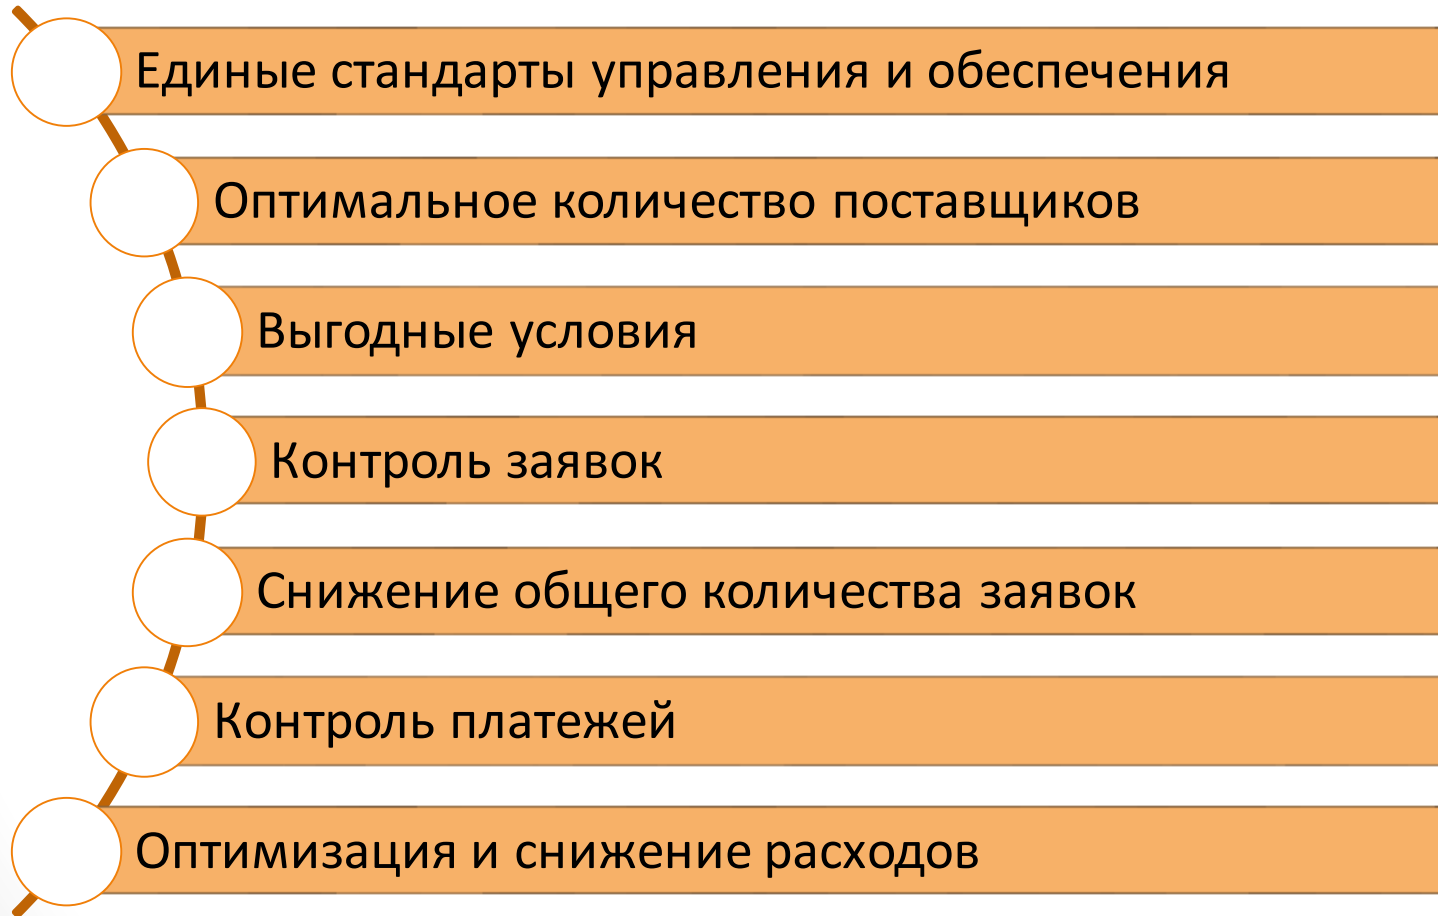 Единые стандарты управления и обеспечения
Оптимальное количество поставщиков
Выгодные условия
Контроль заявок
Снижение общего количества заявок
Контроль платежей
Оптимизация и снижение расходов